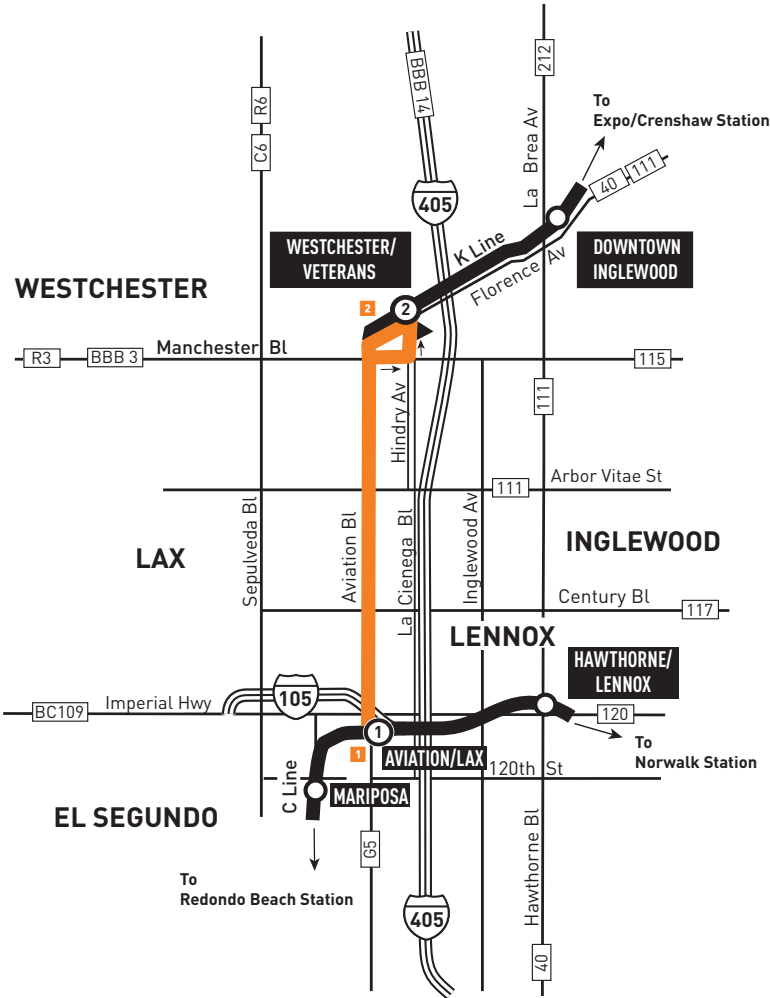 BBB 14
212
To
Expo/Crenshaw Station
R6
C6
La Brea Av
40
111
405
WESTCHESTER/
VETERANS
K Line
Florence Av
DOWNTOWN
INGLEWOOD
WESTCHESTER
2
2
R3
BBB 3
Manchester Bl
115
Hindry Av
111
111
Arbor Vitae St
Sepulveda Bl
Aviation Bl
La Cienega Bl
Inglewood Av
LAX
INGLEWOOD
Century Bl
117
LENNOX
HAWTHORNE/
LENNOX
BC109
Imperial Hwy
105
120
1
1
AVIATION/LAX
To
Norwalk Station
120th St
C Line
MARIPOSA
EL SEGUNDO
G5
Hawthorne Bl
To
Redondo Beach Station
405
40